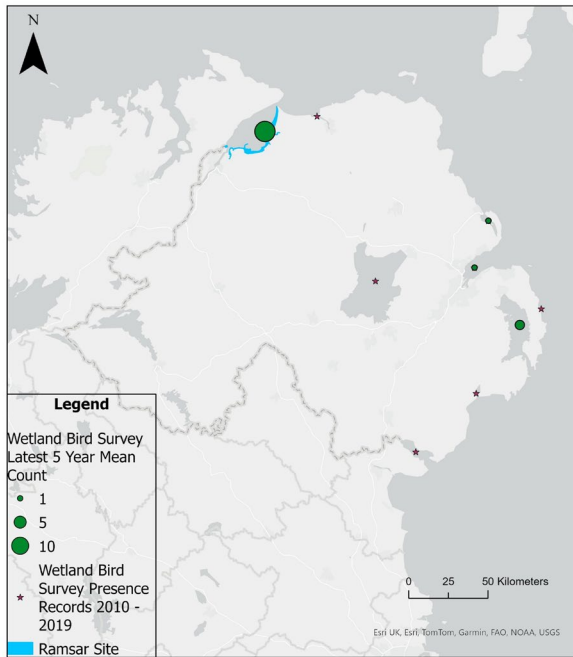 N
Legend
Wetland Bird Survey
Latest 5 Year Mean
Count
1
5
10
Wetland Bird
Survey Presence
Records 2010 -
2019
Ramsar Site
0 25 50 Kilometers
Esri UK, Esri, TomTom, Garmin, FAO, NOAA, USGS